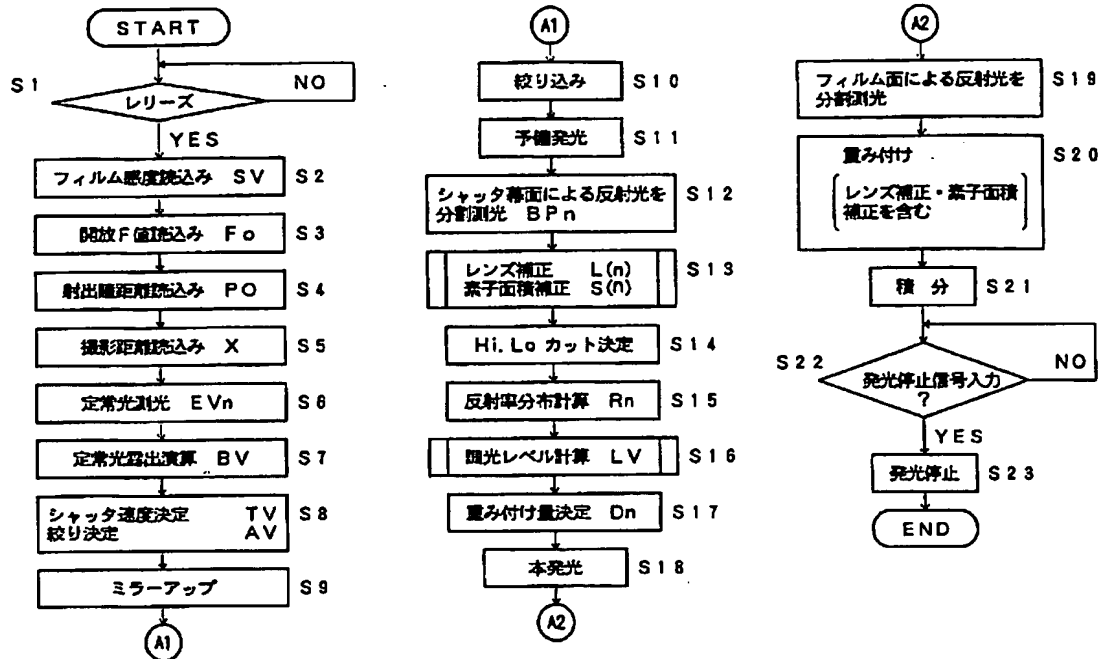 START
S1
レリーズ
NO
YES
フィルム感度読込み SV S2
開放F値読込み Fo S3
射出瞳距離読込み PO S4
撮影距離読込み X S5
定常光測光 EVn S6
定常光露出演算 BV S7
シャッタ速度決定 TV S8
絞り決定 AV
ミラーアップ S9
A1
A1
絞り込み S10
予備発光 S11
シャッタ幕面による反射光を S12
分割測光 BPn
レンズ補正 L(n) S13
素子面積補正 S(n)
Hi. Lo カット決定 S14
反射率分布計算 Rn S15
調光レベル計算 LV S16
重み付け量決定 Dn S17
本発光 S18
A2
A2
フィルム面による反射光を S19
分割測光
重み付け S20
レンズ補正・素子面積
補正を含む
積分 S21
S22
発光停止信号入力
?
NO
YES
発光停止 S23
END